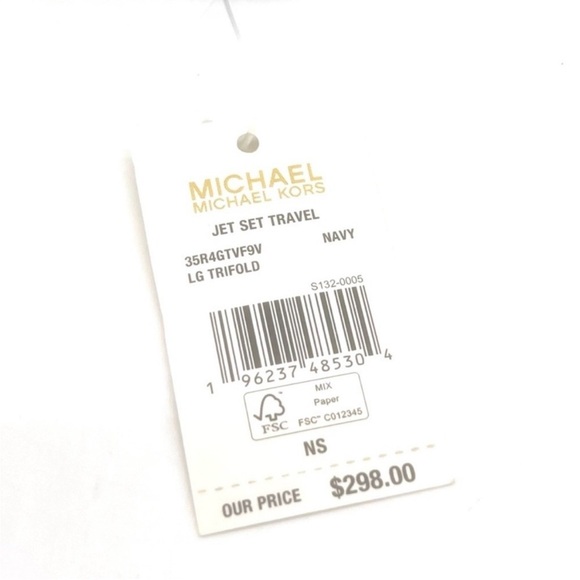 MICHAEL
MICHAEL KORS
JET SET TRAVEL
35R4GTVF9V NAVY
LG TRIFOLD
S132-0005
1 96237 48530 4
FSC MIX
Paper
FSC™ C012345
NS
OUR PRICE $298.00